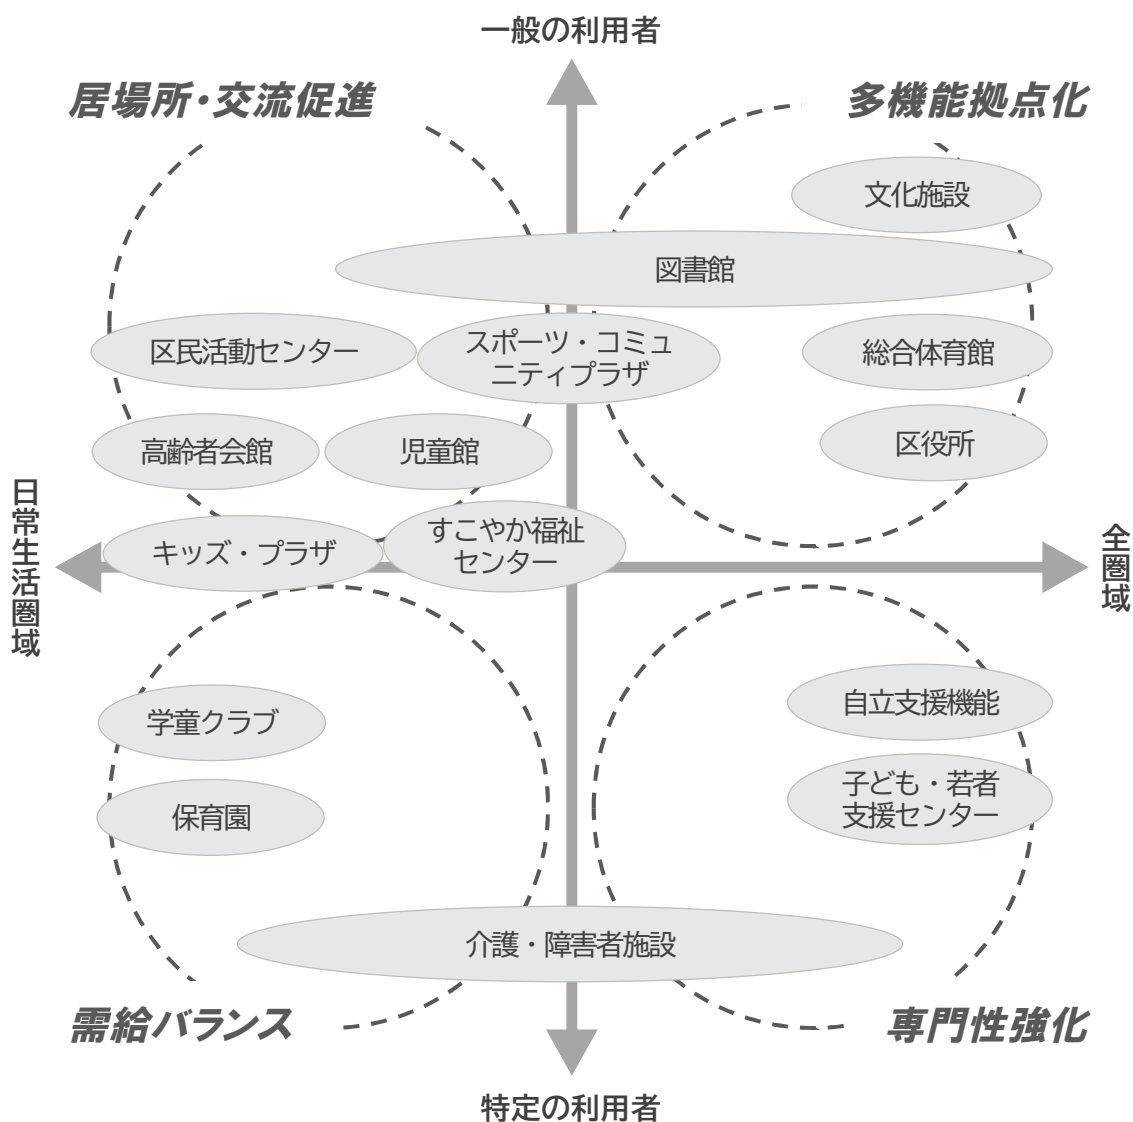 一般の利用者
居場所・交流促進
多機能拠点化
文化施設
図書館
区民活動センター
スポーツ・コミュ
ニティプラザ
総合体育館
高齢者会館
児童館
区役所
日常生活圏域
キッズ・プラザ
すこやか福祉
センター
全圏域
学童クラブ
自立支援機能
保育園
子ども・若者
支援センター
介護・障害者施設
需給バランス
専門性強化
特定の利用者